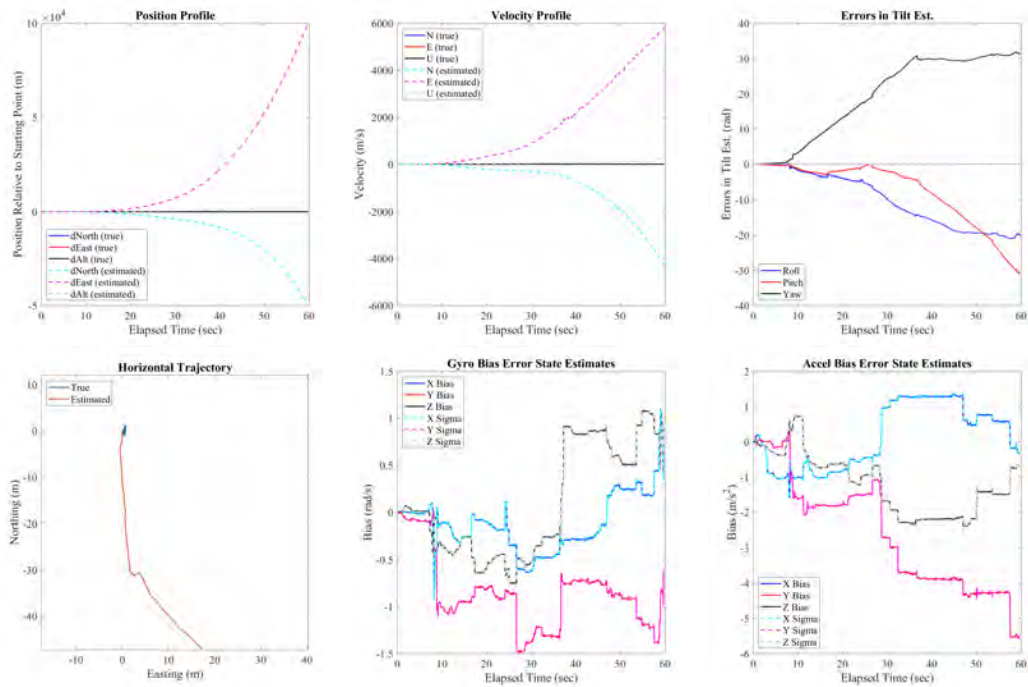 Position Profile
×10⁴
10
5
0
-5
0
10
20
30
40
50
60
Position Relative to Starting Point (m)
Elapsed Time (sec)
dNorth (true)
dEast (true)
dAlt (true)
dNorth (estimated)
dEast (estimated)
dAlt (estimated)
Velocity Profile
6000
4000
2000
0
-2000
-4000
-6000
0
10
20
30
40
50
60
Velocity (m/s)
Elapsed Time (sec)
N (true)
E (true)
U (true)
N (estimated)
E (estimated)
U (estimated)
Errors in Tilt Est.
40
30
20
10
0
-10
-20
-30
-40
0
10
20
30
40
50
60
Errors in Tilt Est. (rad)
Elapsed Time (sec)
Roll
Pitch
Yaw
Horizontal Trajectory
10
0
-10
-20
-30
-40
-10
0
10
20
30
40
Northing (m)
Easting (m)
True
Estimated
Gyro Bias Error State Estimates
1.5
1
0.5
0
-0.5
-1
-1.5
0
10
20
30
40
50
60
Bias (rad/s)
Elapsed Time (sec)
X Bias
Y Bias
Z Bias
X Sigma
Y Sigma
Z Sigma
Accel Bias Error State Estimates
2
1
0
-1
-2
-3
-4
-5
-6
0
10
20
30
40
50
60
Bias (m/s²)
Elapsed Time (sec)
X Bias
Y Bias
Z Bias
X Sigma
Y Sigma
Z Sigma